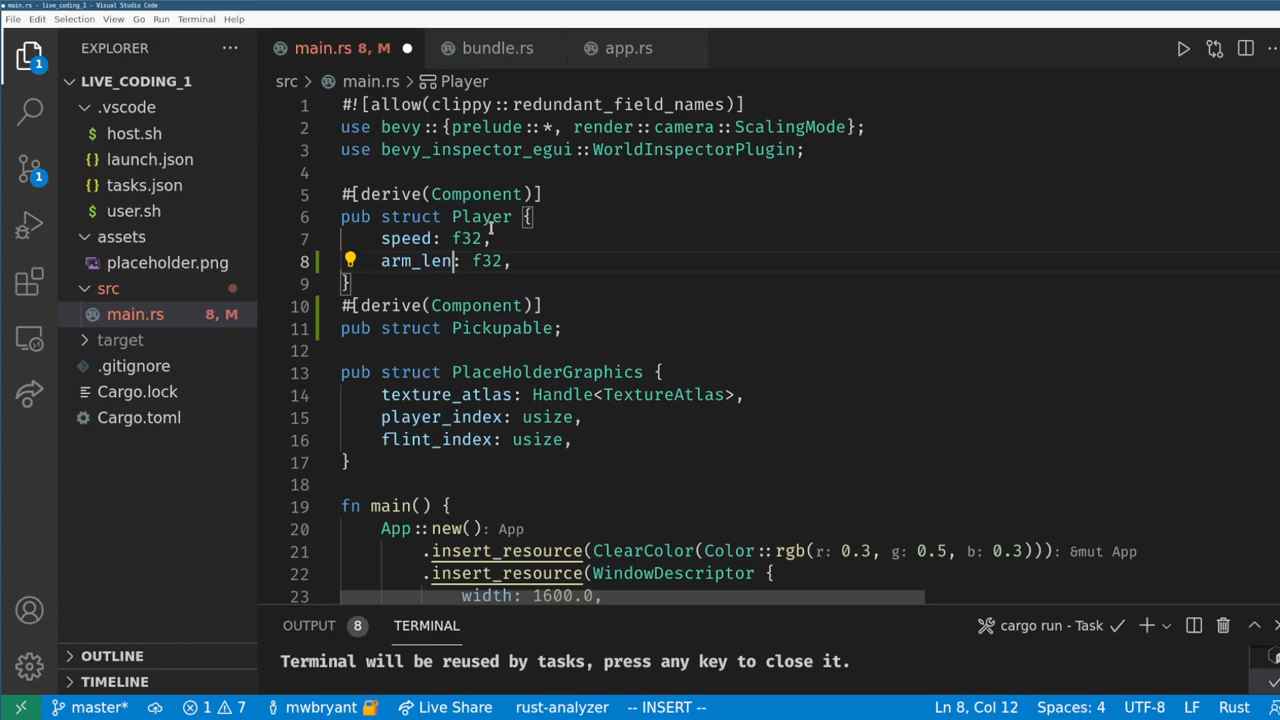 main.rs - live_coding_1 - Visual Studio Code
File Edit Selection View Go Run Terminal Help
EXPLORER
main.rs 8, M
bundle.rs
app.rs
LIVE_CODING_1
src > main.rs > Player
.vscode
host.sh
launch.json
tasks.json
user.sh
assets
placeholder.png
src
main.rs 8, M
target
.gitignore
Cargo.lock
Cargo.toml
OUTLINE
TIMELINE
1
1
1 #![allow(clippy::redundant_field_names)]
2 use bevy::{prelude::*, render::camera::ScalingMode};
3 use bevy_inspector_egui::WorldInspectorPlugin;
4
5 #[derive(Component)]
6 pub struct Player {
7 speed: f32,
8 arm_len: f32,
9 }
10 #[derive(Component)]
11 pub struct Pickupable;
12
13 pub struct PlaceHolderGraphics {
14 texture_atlas: Handle<TextureAtlas>,
15 player_index: usize,
16 flint_index: usize,
17 }
18
19 fn main() {
20 App::new(): App
21 .insert_resource(ClearColor(Color::rgb(r: 0.3, g: 0.5, b: 0.3))): &mut App
22 .insert_resource(WindowDescriptor {
23 width: 1600.0,
OUTPUT 8 TERMINAL cargo run - Task
Terminal will be reused by tasks, press any key to close it.
master* 1 7 mwbryant Live Share rust-analyzer -- INSERT -- Ln 8, Col 12 Spaces: 4 UTF-8 LF Rust